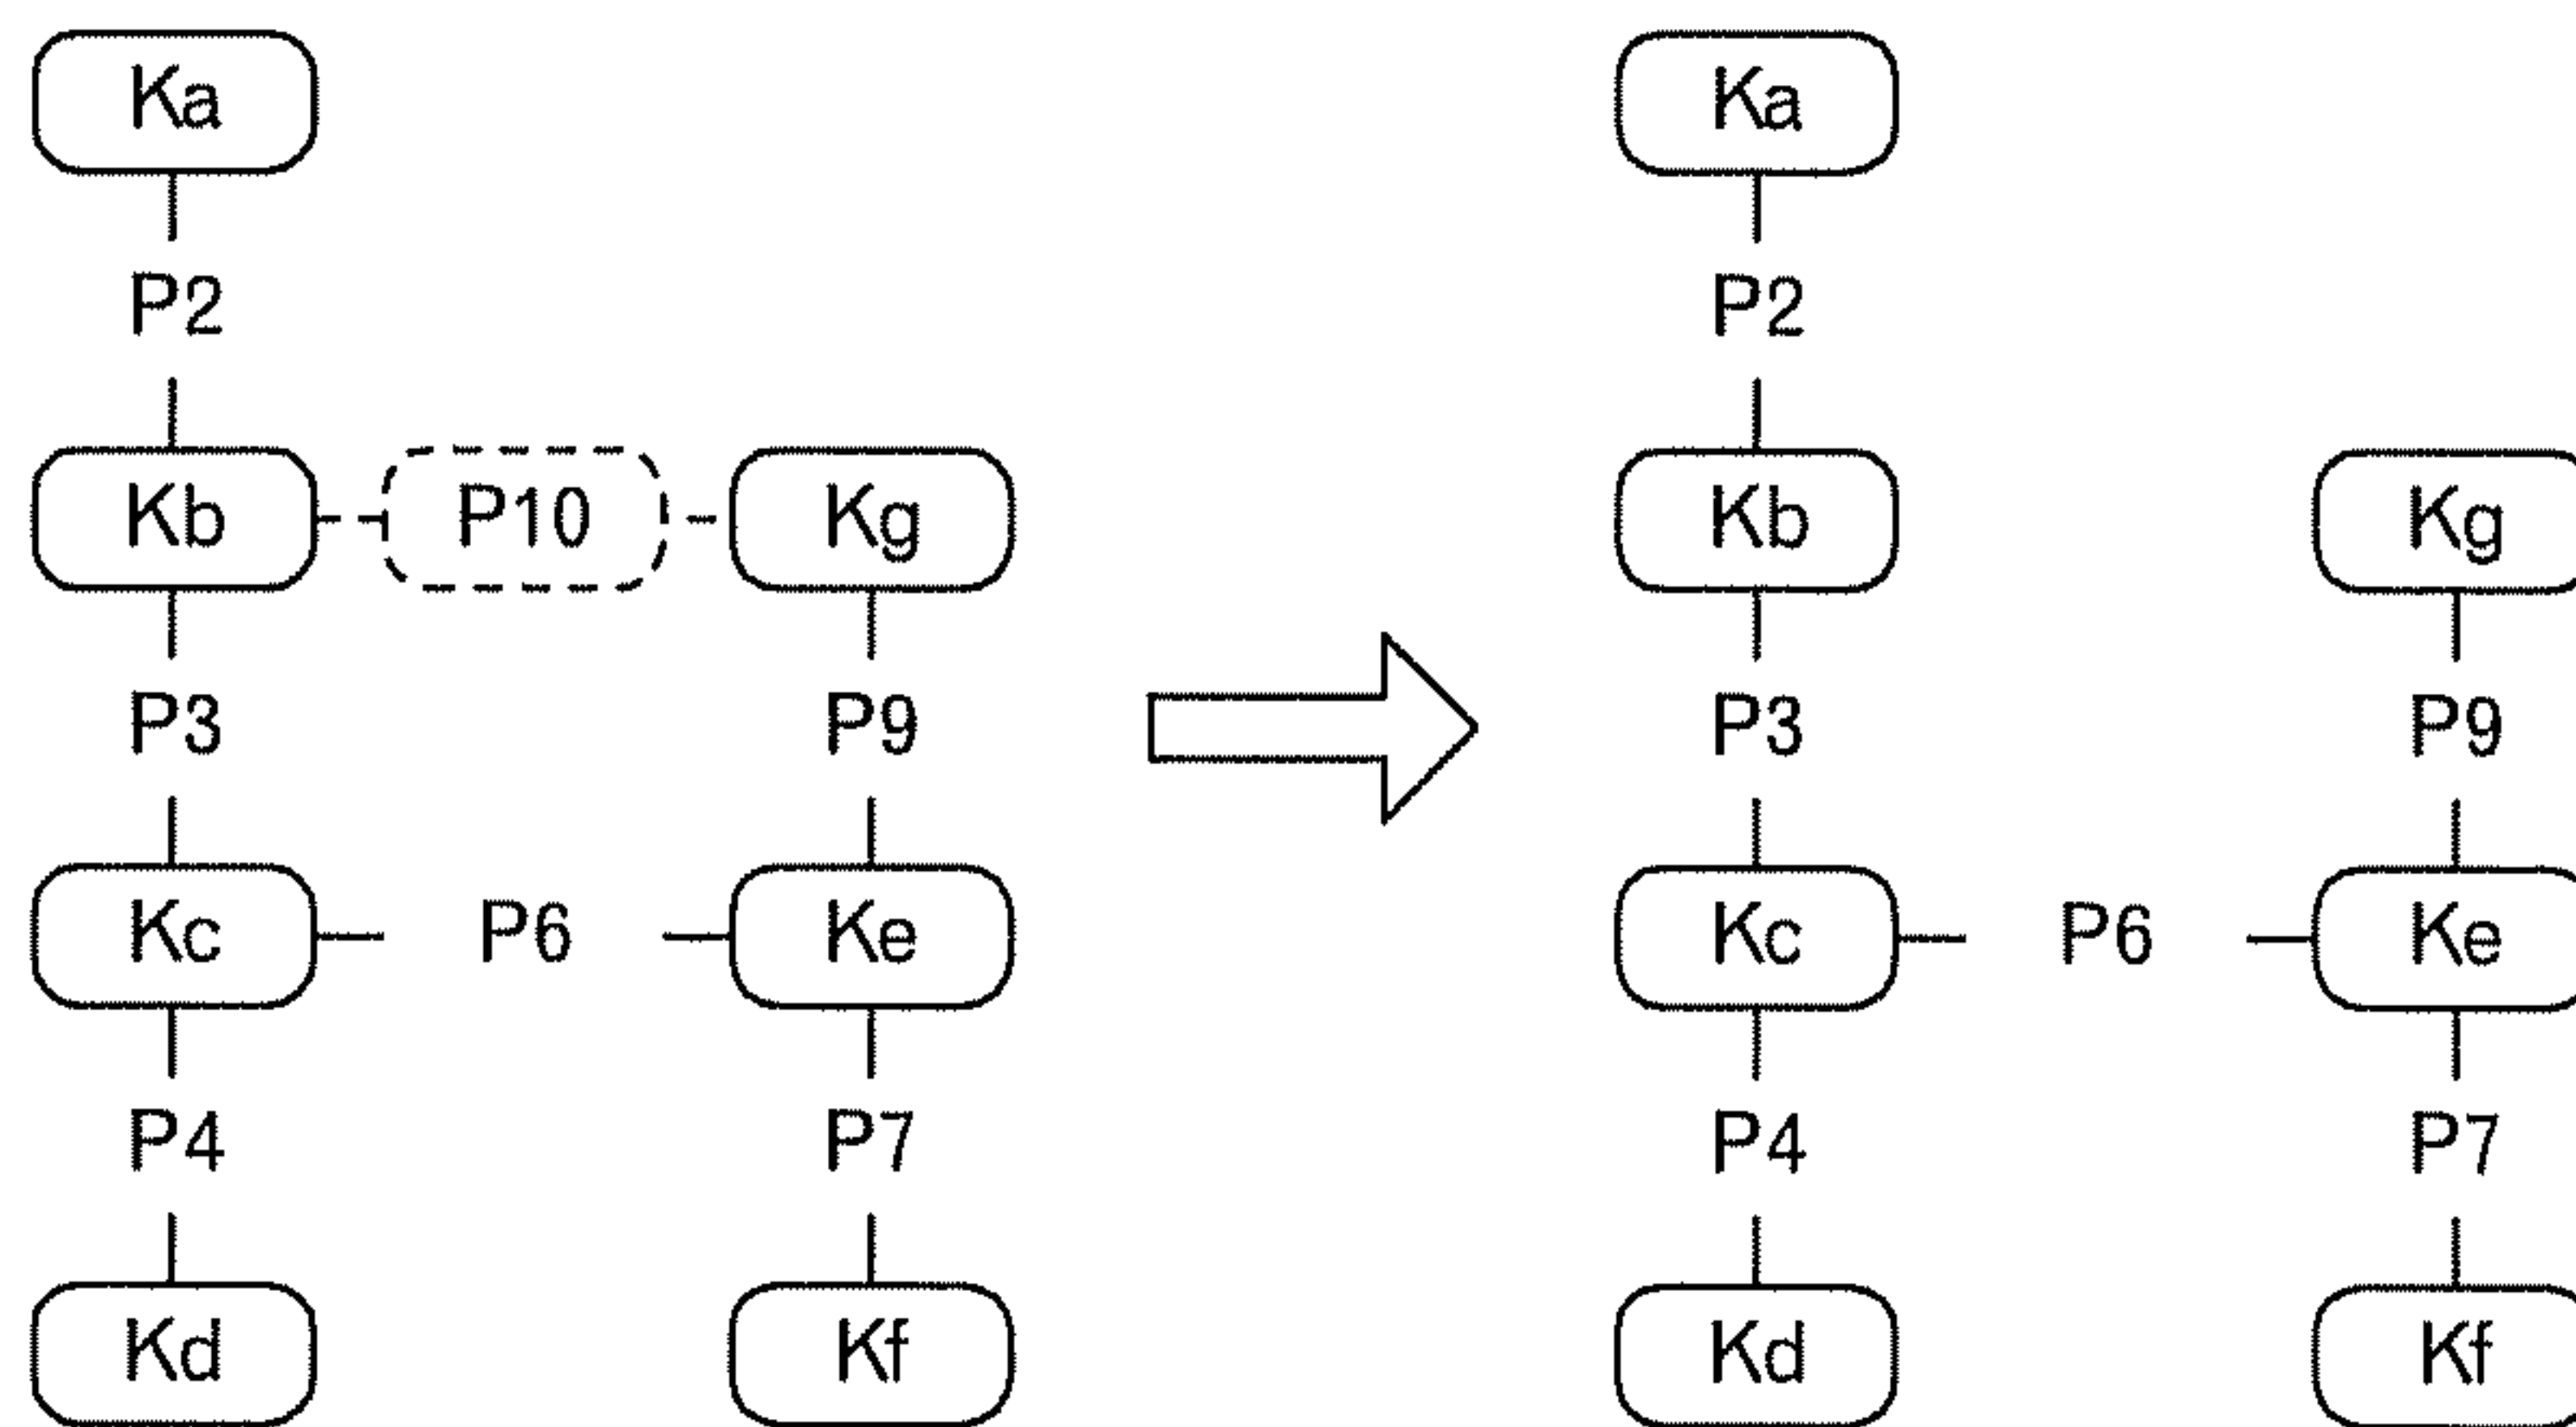 Ka Ka
P2 P2
Kb P10 Kg Kb Kg
P3 P9 P3 P9
Kc P6 Ke Kc P6 Ke
P4 P7 P4 P7
Kd Kf Kd Kf